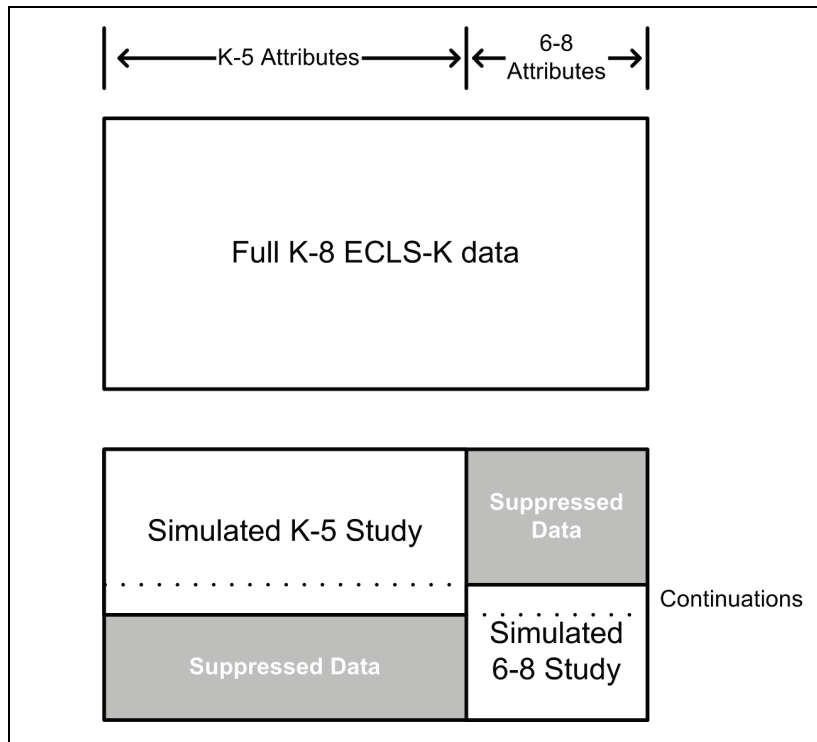 K-5 Attributes
6-8
Attributes
Full K-8 ECLS-K data
Simulated K-5 Study
Suppressed
Data
Continuations
Suppressed Data
Simulated
6-8 Study